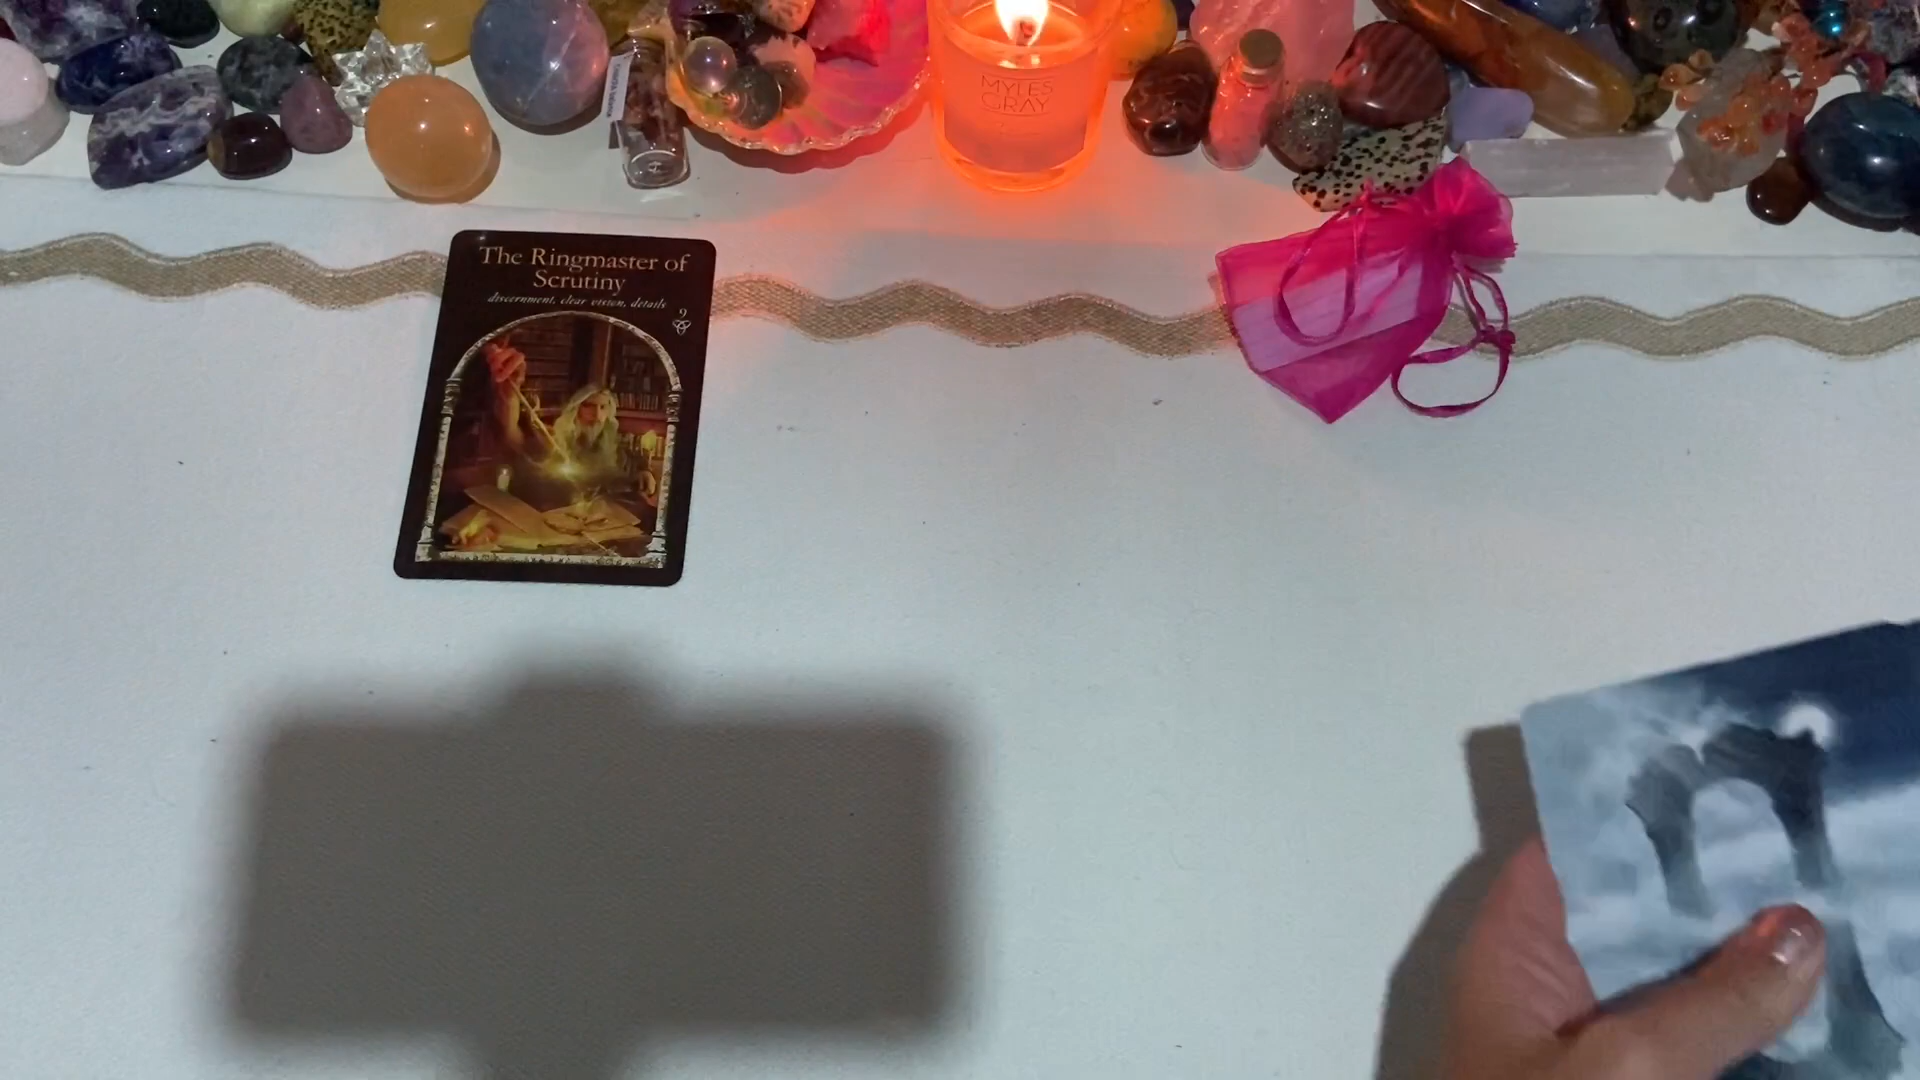 The Ringmaster of
Scrutiny
discernment, clear vision, details
9
MYLES
GRAY